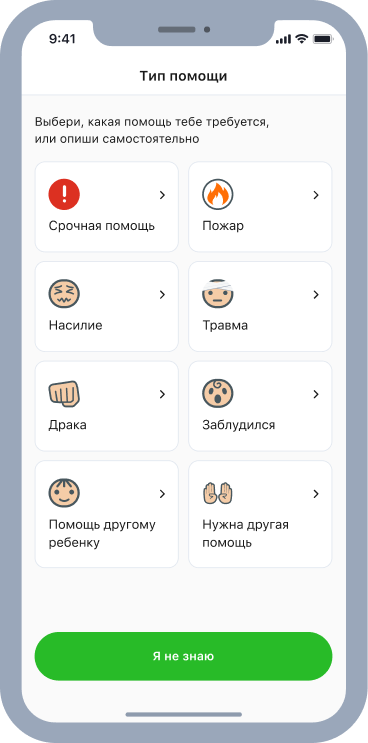 9:41
Тип помощи
Выбери, какая помощь тебе требуется,
или опиши самостоятельно
Срочная помощь
Пожар
Насилие
Травма
Драка
Заблудился
Помощь другому
ребенку
Нужна другая
помощь
Я не знаю